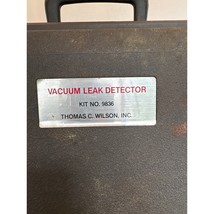 VACUUM LEAK DETECTOR
KIT NO. 9836
THOMAS C. WILSON, INC.